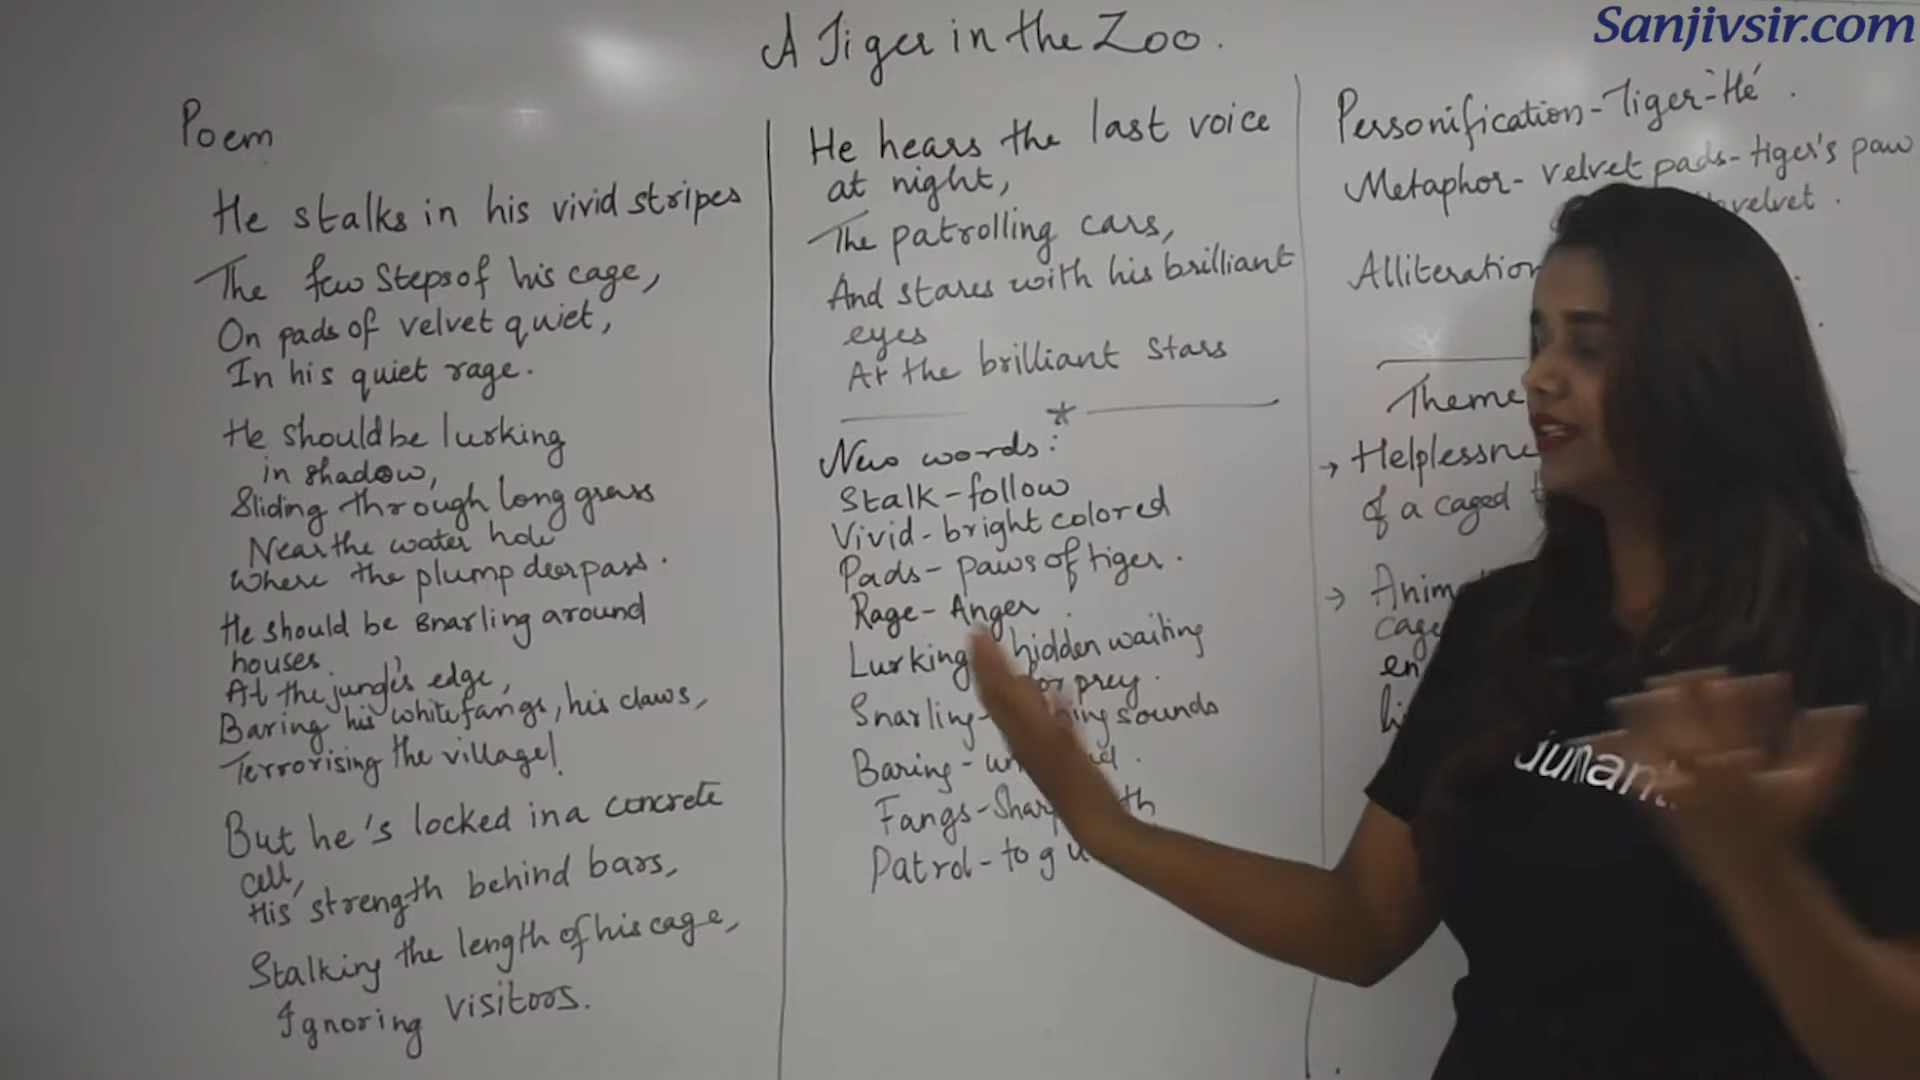 Sanjivsir.com
A Tiger in the Zoo.
Poem
He stalks in his vivid stripes
The few steps of his cage,
On pads of velvet quiet,
In his quiet rage.
He should be lurking
in shadow,
Sliding through long grass
Near the water hole
Where the plump deer pass.
He should be snarling around
houses
At the jungle's edge,
Baring his white fangs, his claws,
Terrorising the village!
But he's locked in a concrete
cell,
His strength behind bars,
Stalking the length of his cage,
Ignoring visitors.
He hears the last voice
at night,
The patrolling cars,
And stares with his brilliant
eyes
At the brilliant stars
New words:
Stalk - follow
Vivid - bright colored
Pads - paws of tiger.
Rage - Anger
Lurking hidden waiting
for prey.
Snarling - sounds
Baring -
Fangs - Sharp
Patrol - to
Personification - Tiger - 'He'.
Metaphor - velvet pads - tiger's paw
velvet.
Alliteration
Theme
→ Helplessne
of a caged
→ Anim
cage
en
hi
junan